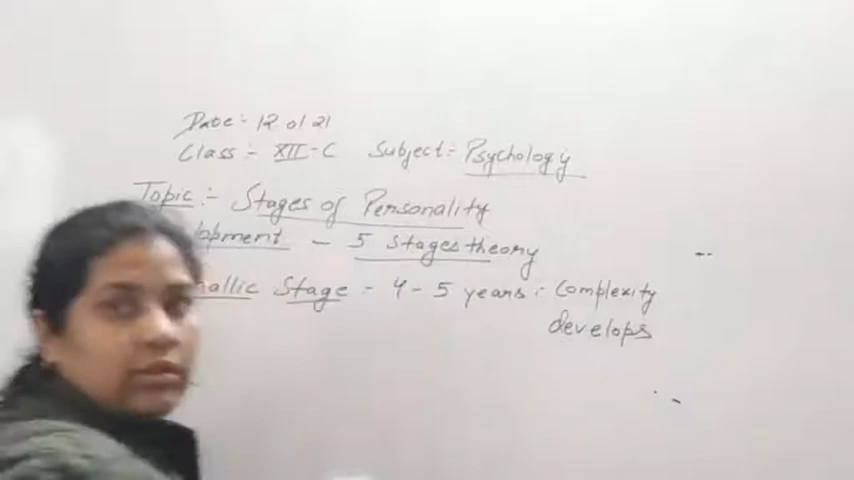 Date:- 12 01 21
Class:- XII-C Subject:- Psychology
Topic:- Stages of Personality
lopment - 5 stages theory
hallic Stage - 4-5 years:- Complexity
develops